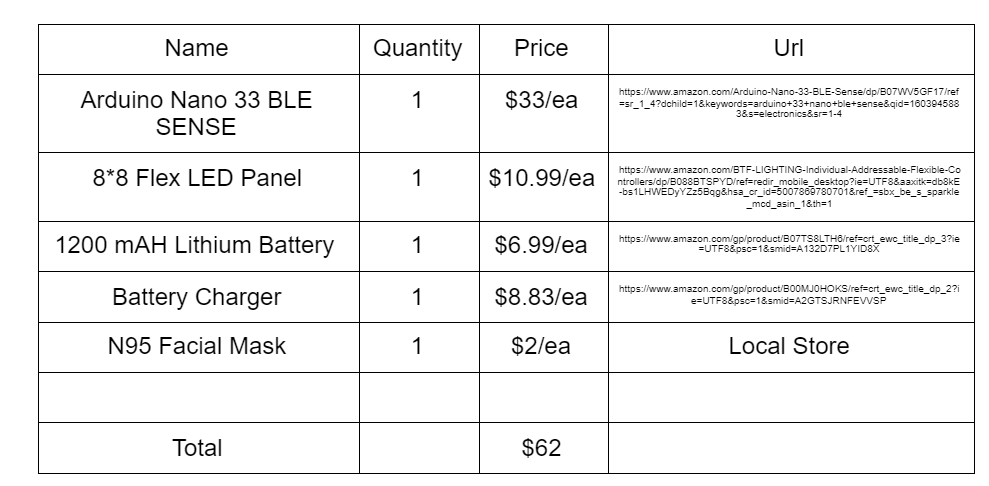 Name Quantity Price Url
Arduino Nano 33 BLE
SENSE
1 $33/ea
https://www.amazon.com/Arduino-Nano-33-BLE-Sense/dp/B07WV5GF17/ref
=sr_1_4?dchild=1&keywords=arduino+33+nano+ble+sense&qid=160394588
3&s=electronics&sr=1-4
8*8 Flex LED Panel 1 $10.99/ea
https://www.amazon.com/BTF-LIGHTING-Individual-Addressable-Flexible-Co
ntrollers/dp/B088BTSPYD/ref=redir_mobile_desktop?ie=UTF8&aaxitk=db8kE
-bs1LHWEDyYZz5Bqg&hsa_cr_id=5007869780701&ref_=sbx_be_s_sparkle
_mcd_asin_1&th=1
1200 mAH Lithium Battery 1 $6.99/ea
https://www.amazon.com/gp/product/B07TS8LTH6/ref=crt_ewc_title_dp_3?ie
=UTF8&psc=1&smid=A132D7PL1YID8X
Battery Charger 1 $8.83/ea
https://www.amazon.com/gp/product/B00MJ0HOKS/ref=crt_ewc_title_dp_2?i
e=UTF8&psc=1&smid=A2GTSJRNFEVVSP
N95 Facial Mask 1 $2/ea Local Store
Total $62